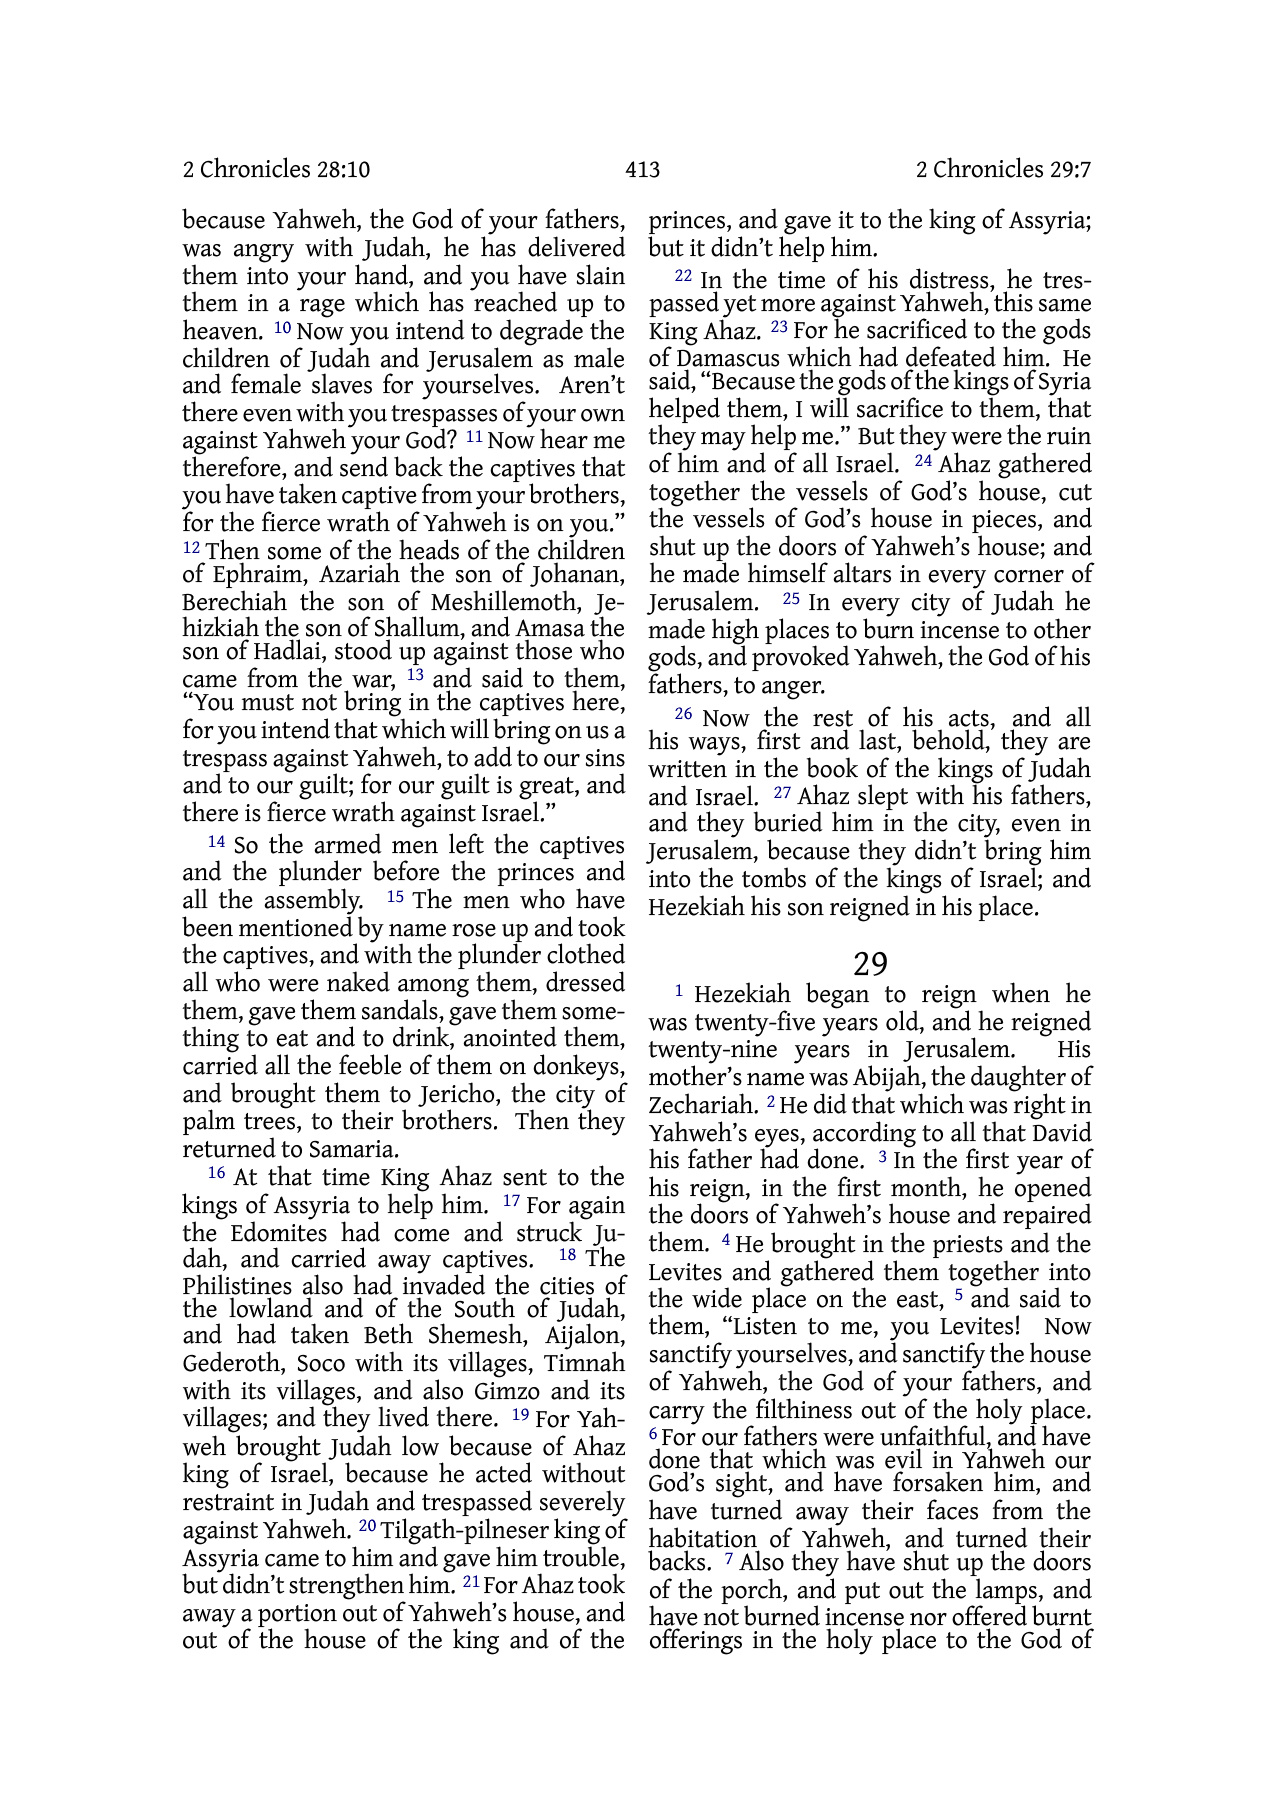 2 Chronicles 28:10 413 2 Chronicles 29:7
because Yahweh, the God of your fathers,
was angry with Judah, he has delivered
them into your hand, and you have slain
them in a rage which has reached up to
heaven. 10 Now you intend to degrade the
children of Judah and Jerusalem as male
and female slaves for yourselves. Aren’t
there even with you trespasses of your own
against Yahweh your God? 11 Now hear me
therefore, and send back the captives that
you have taken captive from your brothers,
for the fierce wrath of Yahweh is on you.”
12 Then some of the heads of the children
of Ephraim, Azariah the son of Johanan,
Berechiah the son of Meshillemoth, Je-
hizkiah the son of Shallum, and Amasa the
son of Hadlai, stood up against those who
came from the war, 13 and said to them,
“You must not bring in the captives here,
for you intend that which will bring on us a
trespass against Yahweh, to add to our sins
and to our guilt; for our guilt is great, and
there is fierce wrath against Israel.”
14 So the armed men left the captives
and the plunder before the princes and
all the assembly. 15 The men who have
been mentioned by name rose up and took
the captives, and with the plunder clothed
all who were naked among them, dressed
them, gave them sandals, gave them some-
thing to eat and to drink, anointed them,
carried all the feeble of them on donkeys,
and brought them to Jericho, the city of
palm trees, to their brothers. Then they
returned to Samaria.
16 At that time King Ahaz sent to the
kings of Assyria to help him. 17 For again
the Edomites had come and struck Ju-
dah, and carried away captives. 18 The
Philistines also had invaded the cities of
the lowland and of the South of Judah,
and had taken Beth Shemesh, Aijalon,
Gederoth, Soco with its villages, Timnah
with its villages, and also Gimzo and its
villages; and they lived there. 19 For Yah-
weh brought Judah low because of Ahaz
king of Israel, because he acted without
restraint in Judah and trespassed severely
against Yahweh. 20 Tilgath-pilneser king of
Assyria came to him and gave him trouble,
but didn’t strengthen him. 21 For Ahaz took
away a portion out of Yahweh’s house, and
out of the house of the king and of the
princes, and gave it to the king of Assyria;
but it didn’t help him.
22 In the time of his distress, he tres-
passed yet more against Yahweh, this same
King Ahaz. 23 For he sacrificed to the gods
of Damascus which had defeated him. He
said, “Because the gods of the kings of Syria
helped them, I will sacrifice to them, that
they may help me.” But they were the ruin
of him and of all Israel. 24 Ahaz gathered
together the vessels of God’s house, cut
the vessels of God’s house in pieces, and
shut up the doors of Yahweh’s house; and
he made himself altars in every corner of
Jerusalem. 25 In every city of Judah he
made high places to burn incense to other
gods, and provoked Yahweh, the God of his
fathers, to anger.
26 Now the rest of his acts, and all
his ways, first and last, behold, they are
written in the book of the kings of Judah
and Israel. 27 Ahaz slept with his fathers,
and they buried him in the city, even in
Jerusalem, because they didn’t bring him
into the tombs of the kings of Israel; and
Hezekiah his son reigned in his place.
29
1 Hezekiah began to reign when he
was twenty-five years old, and he reigned
twenty-nine years in Jerusalem. His
mother’s name was Abijah, the daughter of
Zechariah. 2 He did that which was right in
Yahweh’s eyes, according to all that David
his father had done. 3 In the first year of
his reign, in the first month, he opened
the doors of Yahweh’s house and repaired
them. 4 He brought in the priests and the
Levites and gathered them together into
the wide place on the east, 5 and said to
them, “Listen to me, you Levites! Now
sanctify yourselves, and sanctify the house
of Yahweh, the God of your fathers, and
carry the filthiness out of the holy place.
6 For our fathers were unfaithful, and have
done that which was evil in Yahweh our
God’s sight, and have forsaken him, and
have turned away their faces from the
habitation of Yahweh, and turned their
backs. 7 Also they have shut up the doors
of the porch, and put out the lamps, and
have not burned incense nor offered burnt
offerings in the holy place to the God of